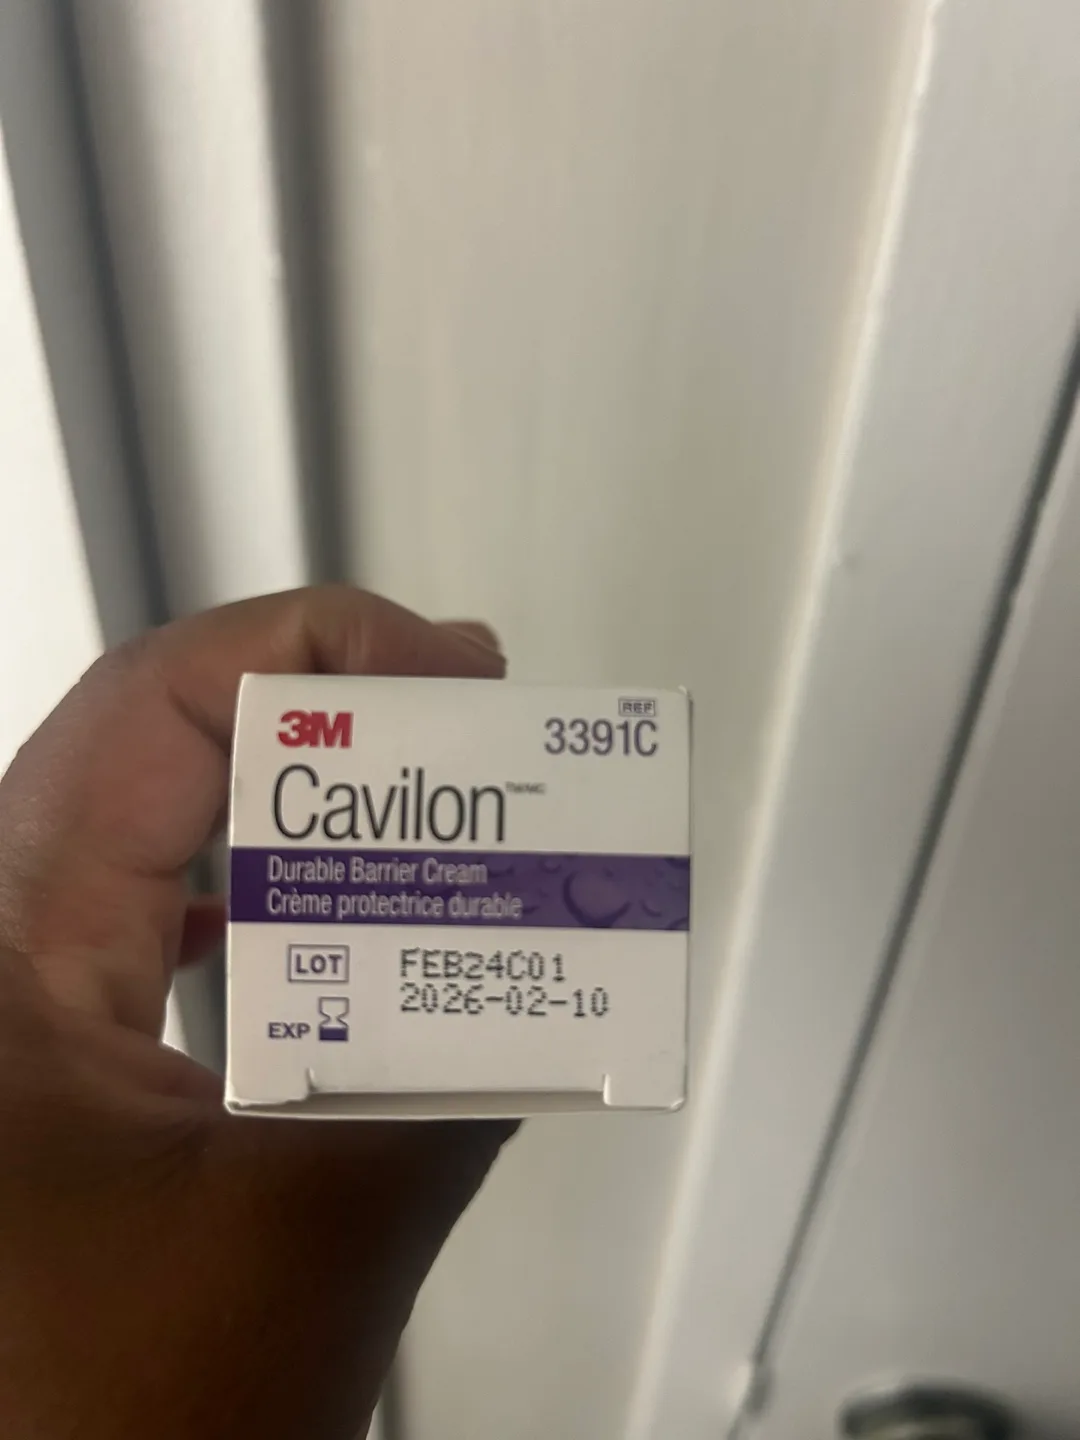 3M
REF
3391C
Cavilon
Durable Barrier Cream
Crème protectrice durable
LOT FEB24C01
EXP 2026-02-10